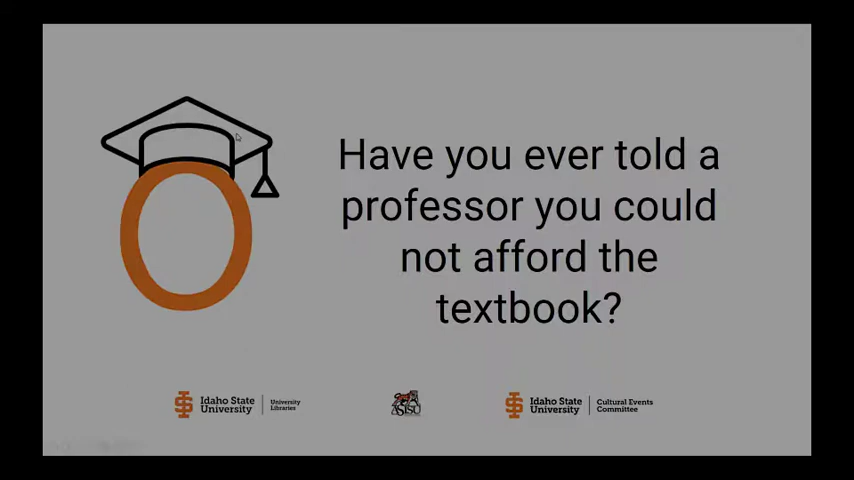 Have you ever told a
professor you could
not afford the
textbook?
Idaho State
University
University
Libraries
ASISU
Idaho State
University
Cultural Events
Committee